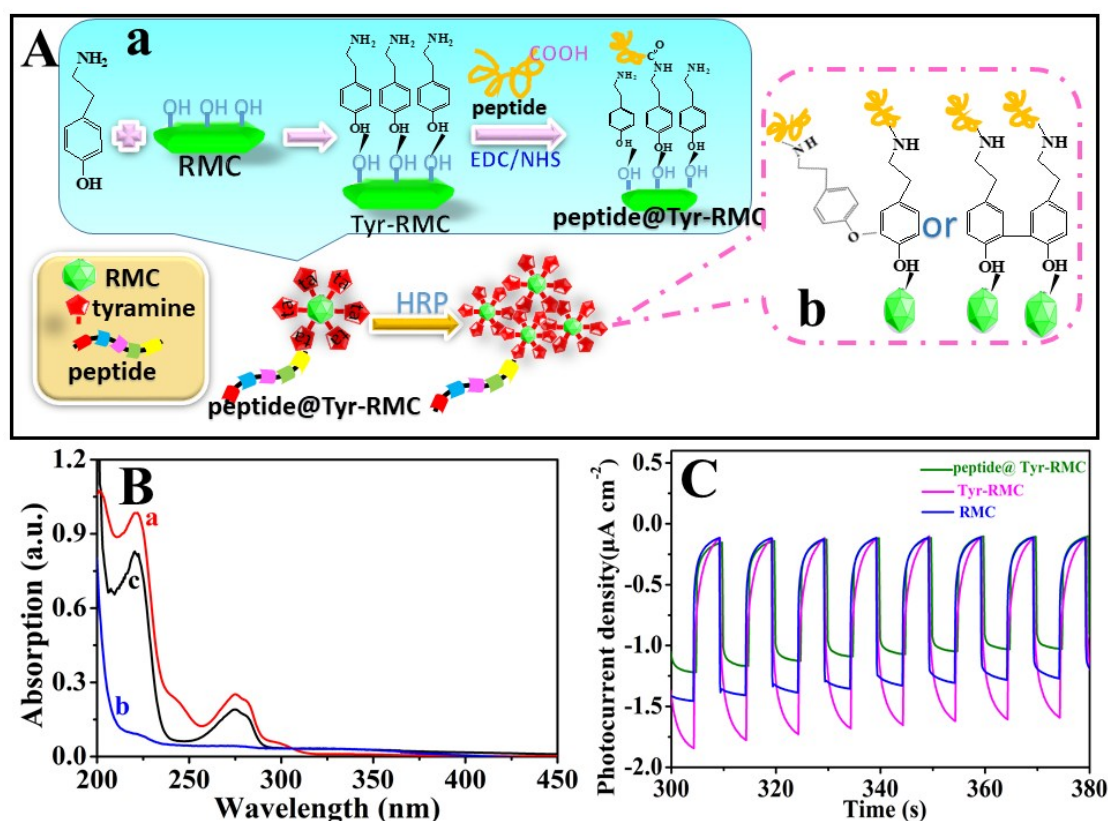 A
a
NH2
OH
OH OH OH
RMC
NH2 NH2 NH2
OH OH OH
OH OH OH
Tyr-RMC
COOH
peptide
EDC/NHS
C O
NH2 NH NH2
OH OH OH
OH OH OH
peptide@Tyr-RMC
NH NH NH NH
O
or
OH OH OH
b
RMC
tyramine
peptide
HRP
peptide@Tyr-RMC
B
Absorption (a.u.)
1.2
0.9
0.6
0.3
0.0
a
c
b
200 250 300 350 400 450
Wavelength (nm)
C
Photocurrent density(μA cm-2)
0.5
0.0
-0.5
-1.0
-1.5
-2.0
peptide@ Tyr-RMC
Tyr-RMC
RMC
300 320 340 360 380
Time (s)